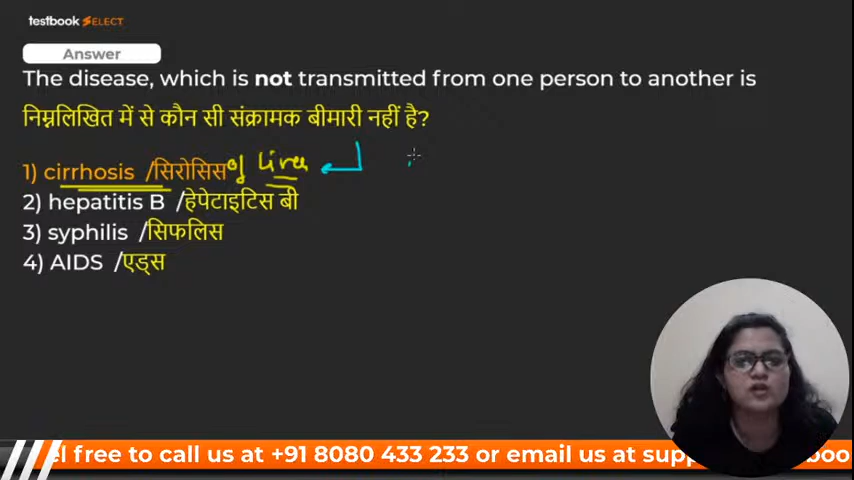 testbook SELECT
Answer
The disease, which is not transmitted from one person to another is
निम्नलिखित में से कौन सी संक्रामक बीमारी नहीं है?
1) cirrhosis /सिरोसिस of liver
2) hepatitis B /हेपेटाइटिस बी
3) syphilis /सिफलिस
4) AIDS /एड्स
el free to call us at +91 8080 433 233 or email us at supp boo